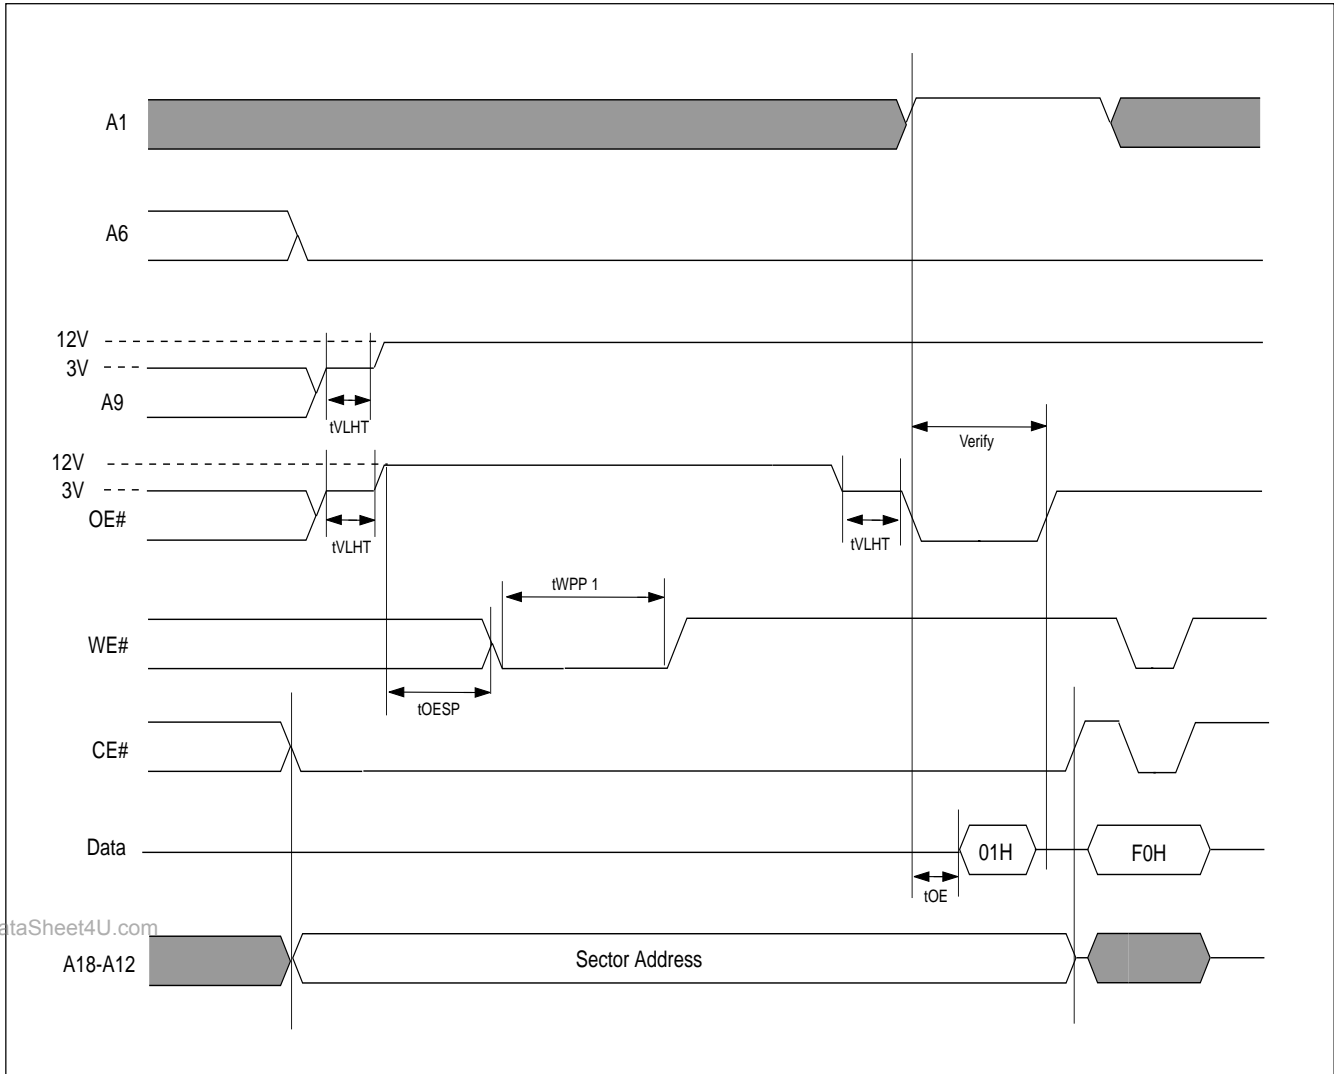 A1
A6
12V
3V
A9
tVLHT
Verify
12V
3V
OE#
tVLHT
tVLHT
tWPP 1
WE#
tOESP
CE#
Data
01H
F0H
tOE
ataSheet4U.com
Sector Address
A18-A12